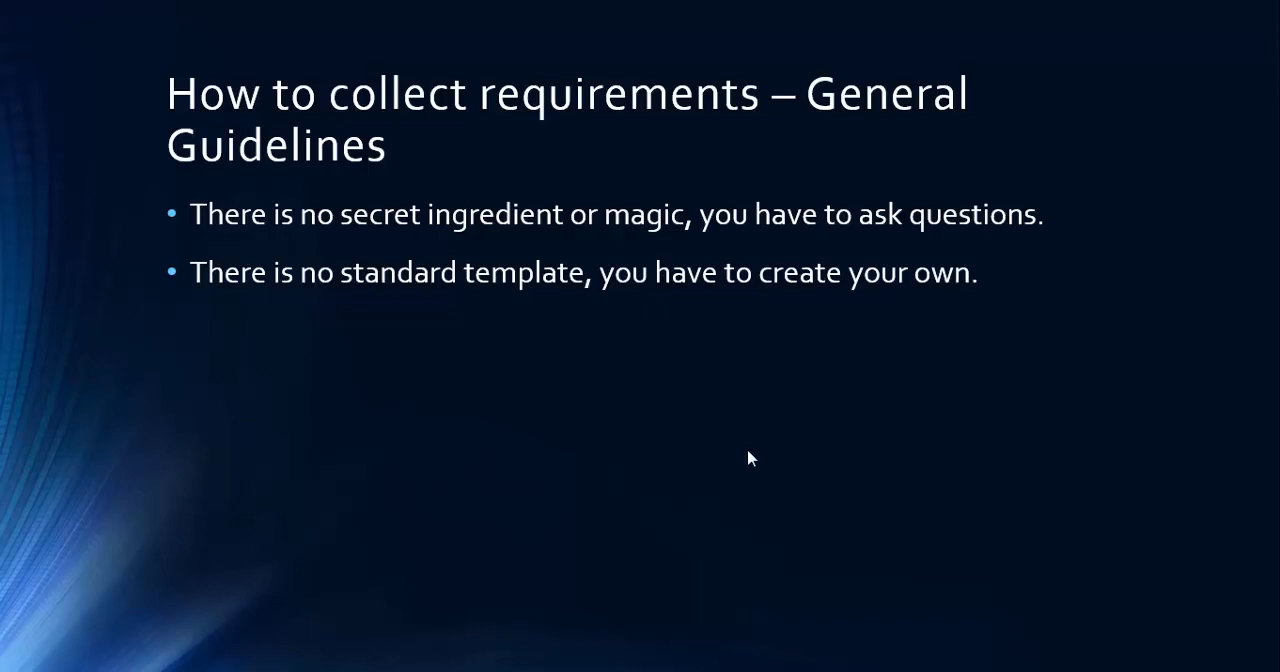 How to collect requirements – General
Guidelines
• There is no secret ingredient or magic, you have to ask questions.
• There is no standard template, you have to create your own.